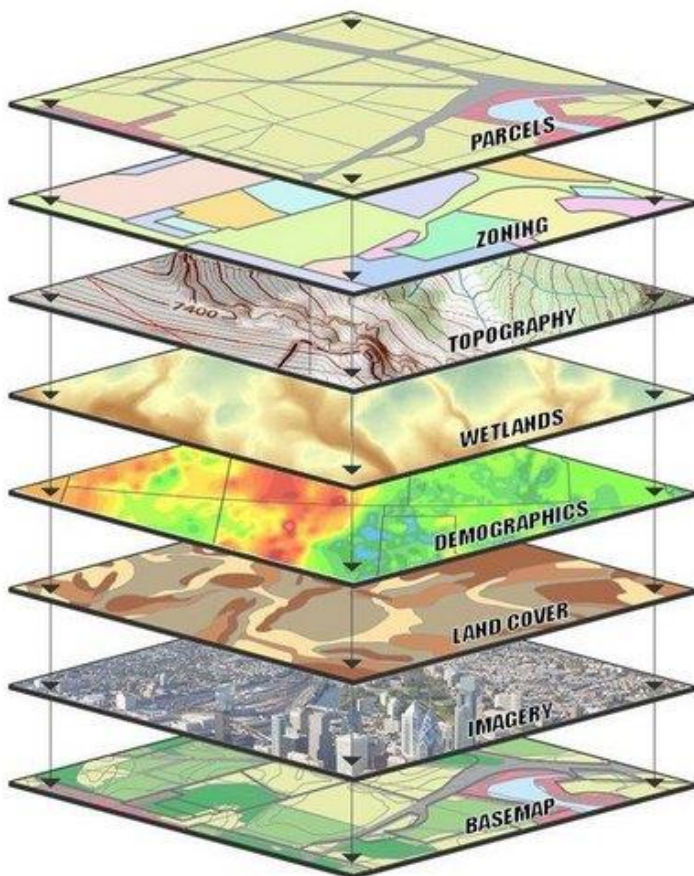 PARCELS
ZONING
7400
TOPOGRAPHY
WETLANDS
DEMOGRAPHICS
LAND COVER
IMAGERY
BASEMAP